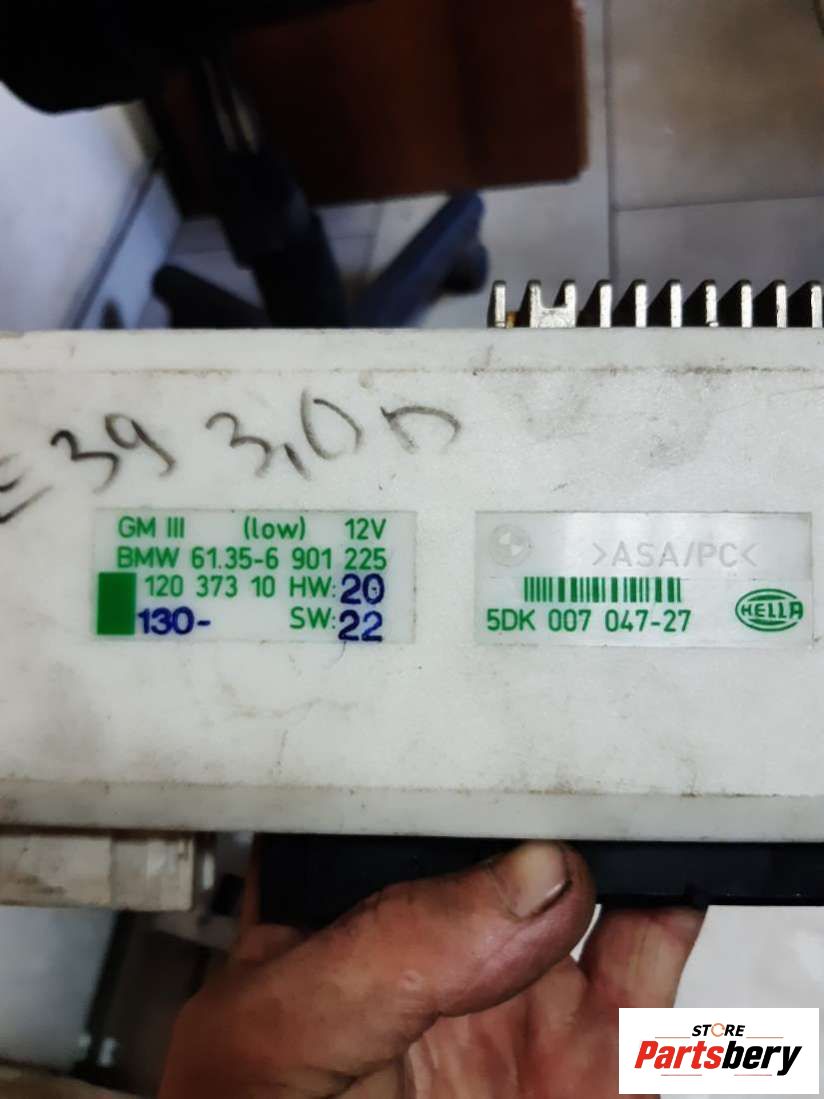 E39 3,0D
GM III (low) 12V
BMW 61.35-6 901 225
120 373 10 HW: 20
130- SW: 22
>ASA/PC<
5DK 007 047-27
HELLA
STORE
Partsbery